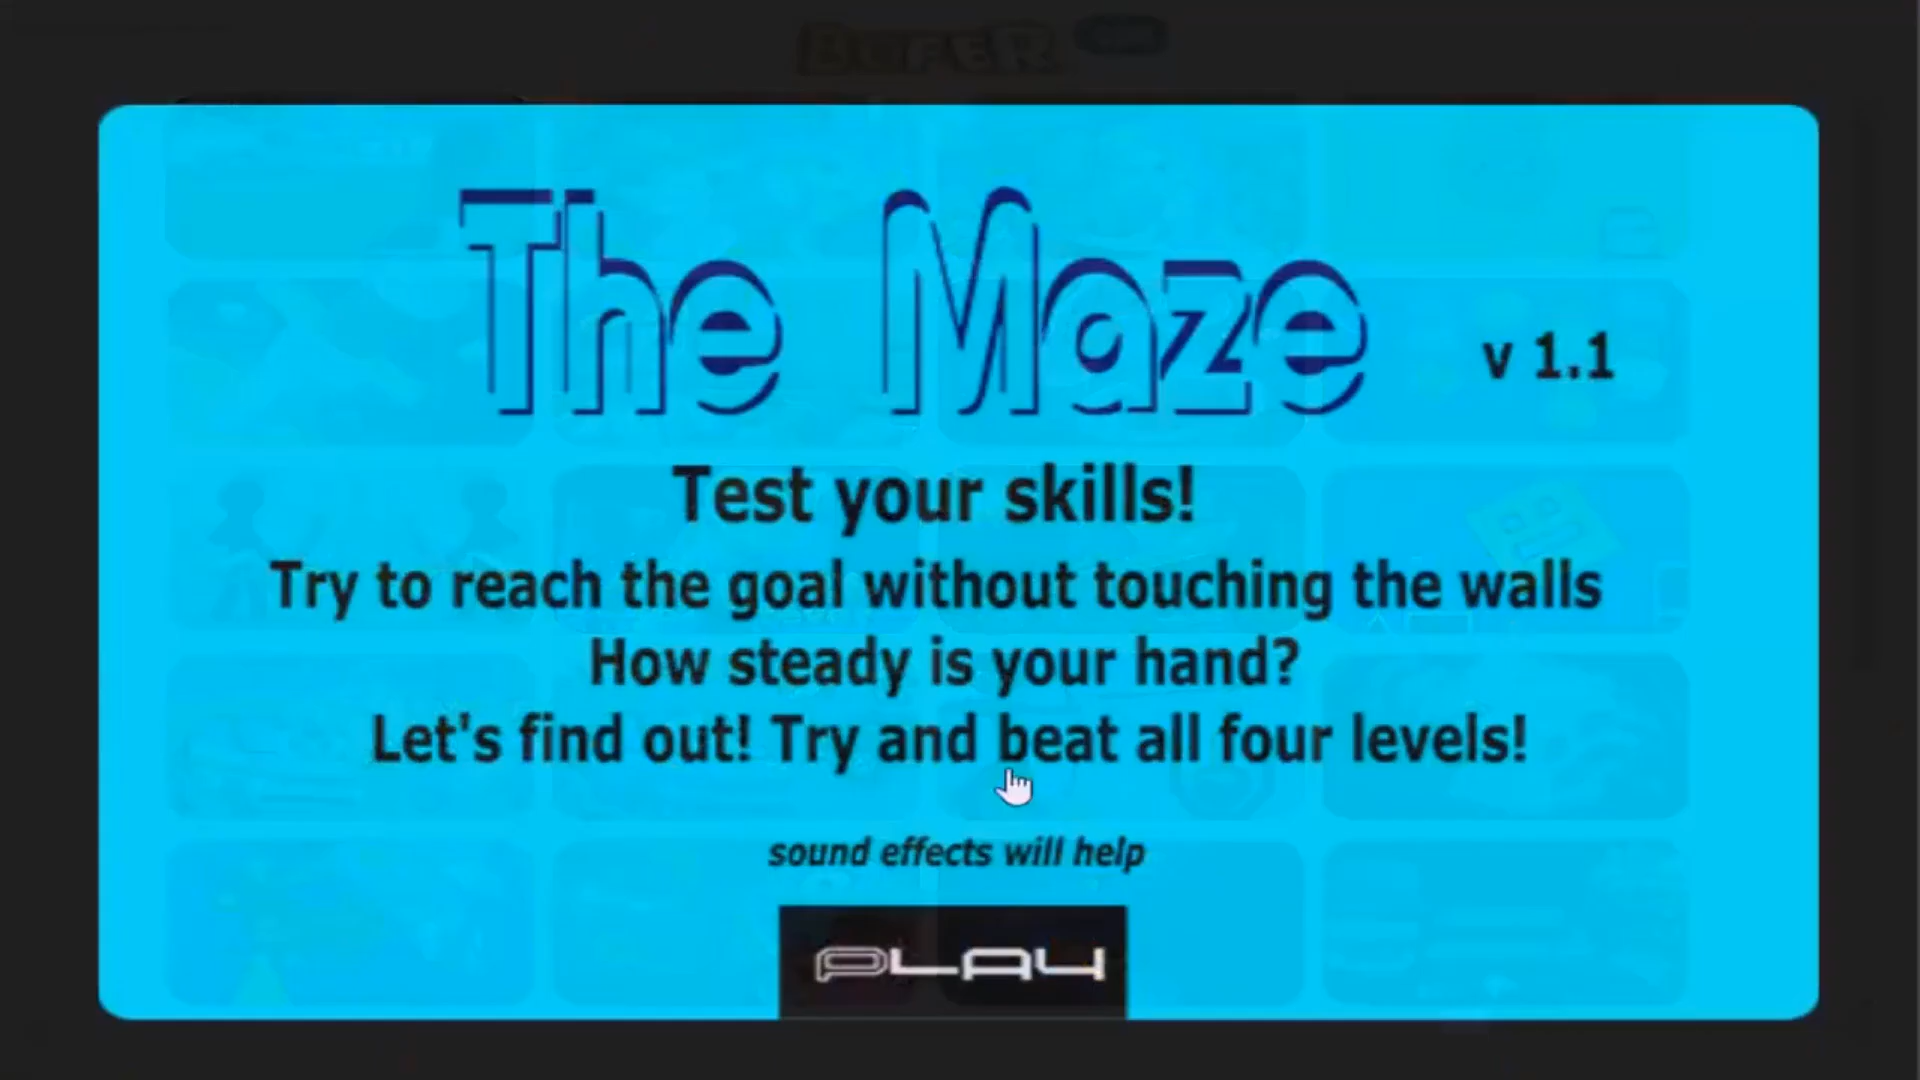 The Maze
v 1.1
Test your skills!
Try to reach the goal without touching the walls
How steady is your hand?
Let's find out! Try and beat all four levels!
sound effects will help
PLAY